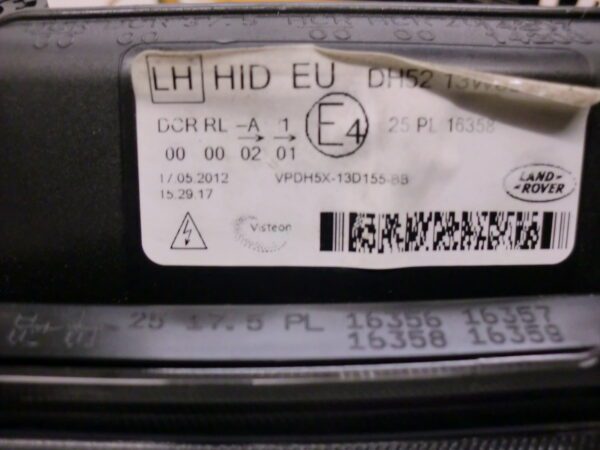 LH HID EU DH52
DCR RL -A 1 E4 25 PL 16358
00 00 02 01
17.05.2012 VPDH5X-13D155-BB
15.29.17
LAND-
-ROVER
Visteon
25 17.5 PL 16356 16357
16358 16359